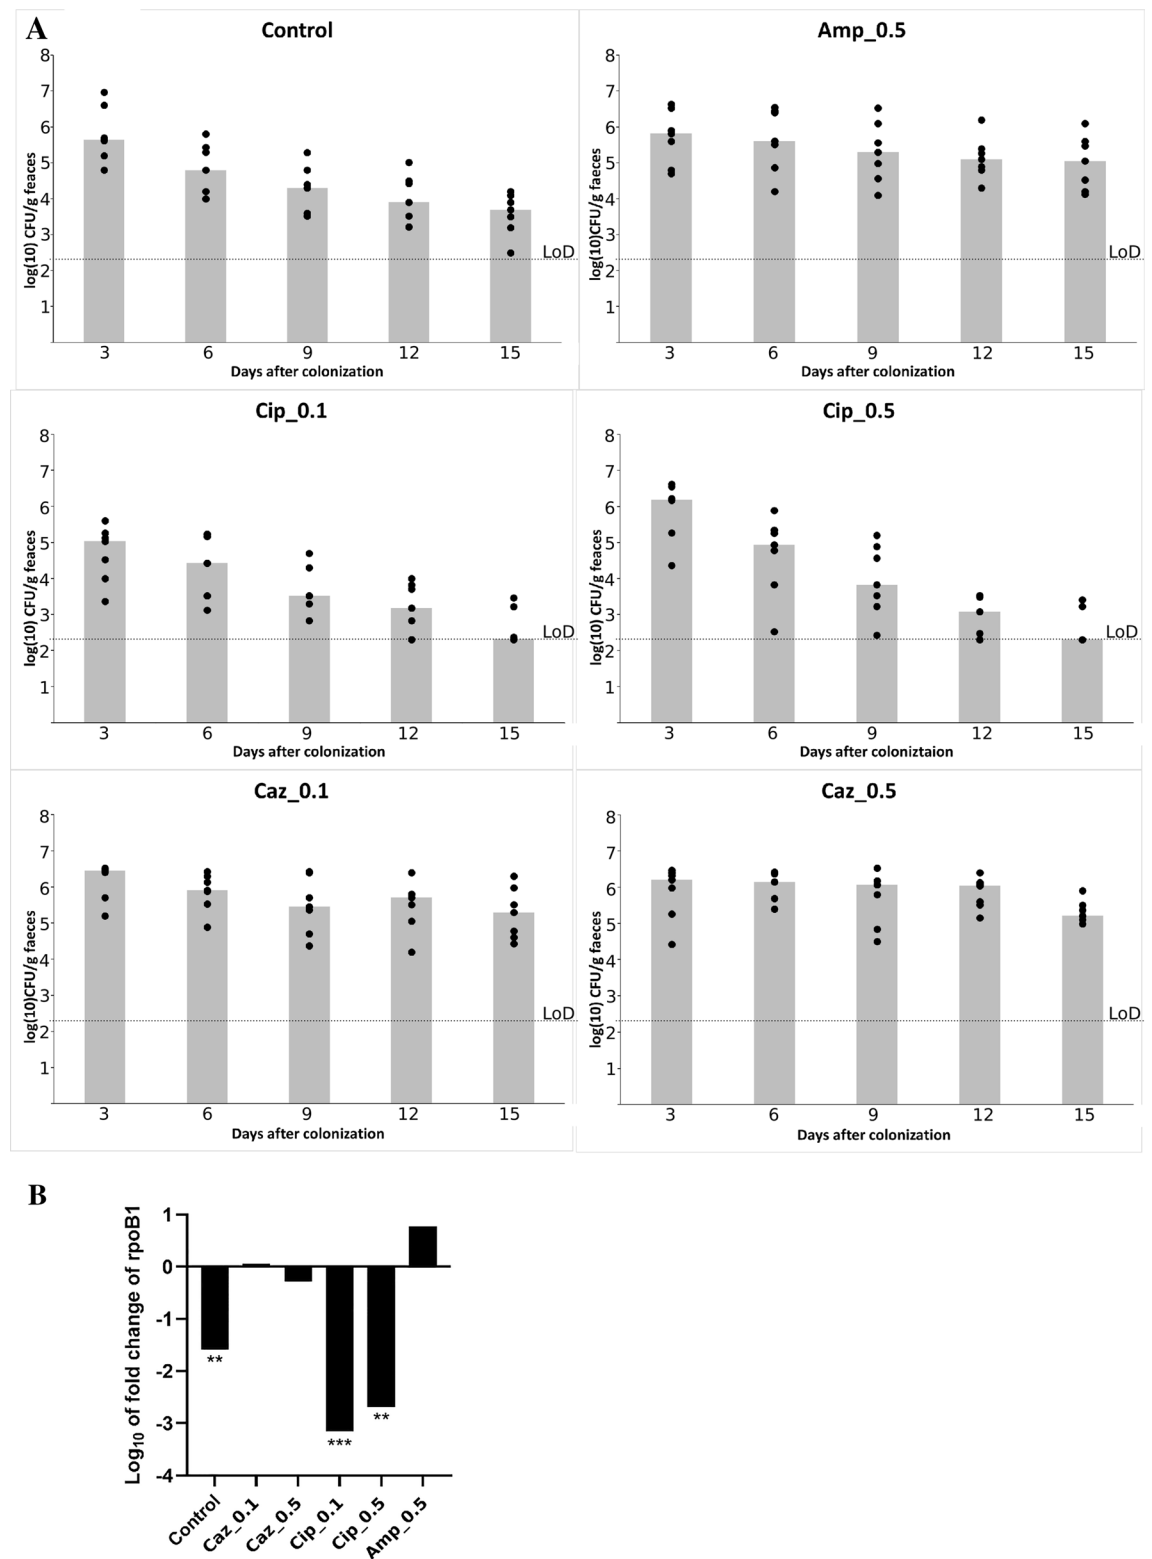 A
Control
8
7
6
5
4
3
2
1
log(10) CFU/g feaces
LoD
3 6 9 12 15
Days after colonization
Amp_0.5
8
7
6
5
4
3
2
1
log(10)CFU/g faeces
LoD
3 6 9 12 15
Days after colonization
Cip_0.1
8
7
6
5
4
3
2
1
log(10) CFU/g feaces
LoD
3 6 9 12 15
Days after colonization
Cip_0.5
8
7
6
5
4
3
2
1
log(10) CFU/g feaces
LoD
3 6 9 12 15
Days after coloniztaion
Caz_0.1
8
7
6
5
4
3
2
1
log(10)CFU/g faeces
LoD
3 6 9 12 15
Days after colonization
Caz_0.5
8
7
6
5
4
3
2
1
log(10) CFU/g faeces
LoD
3 6 9 12 15
Days after colonization
B
Log10 of fold change of rpoB1
1
0
-1
-2
-3
-4
**
***
**
Control
Caz_0.1
Caz_0.5
Cip_0.1
Cip_0.5
Amp_0.5